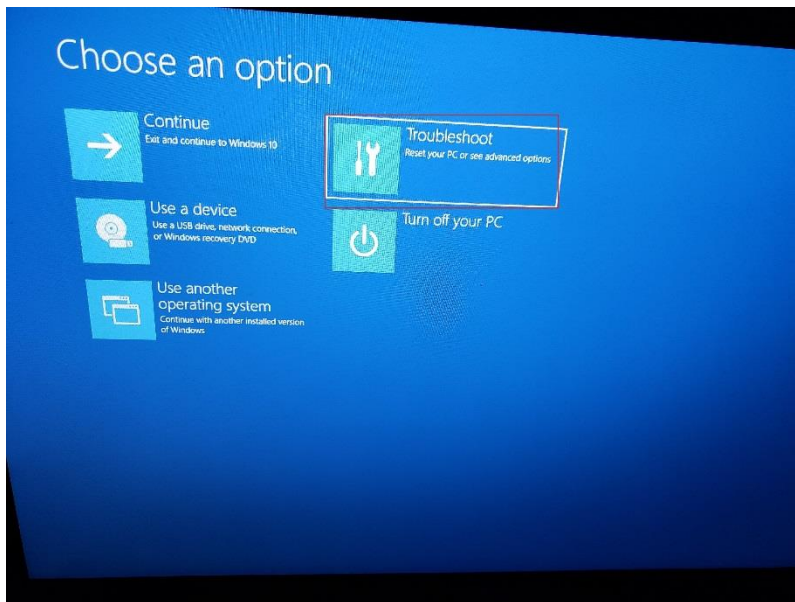 Choose an option
Continue
Exit and continue to Windows 10
Use a device
Use a USB drive, network connection,
or Windows recovery DVD
Use another
operating system
Continue with another installed version
of Windows
Troubleshoot
Reset your PC or see advanced options
Turn off your PC